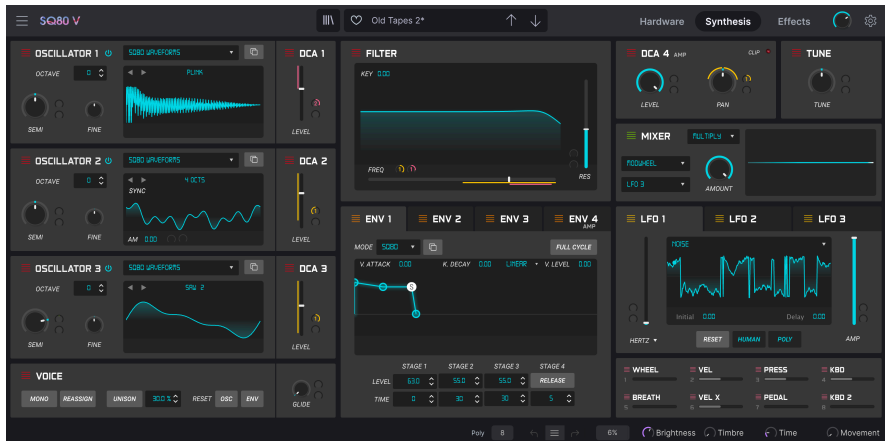 SQ80 V
Old Tapes 2*
Hardware
Synthesis
Effects
OSCILLATOR 1
SQ80 WAVEFORMS
OCTAVE 0
PLINK
SEMI FINE
DCA 1
LEVEL
OSCILLATOR 2
SQ80 WAVEFORMS
OCTAVE 0
4 OCTS
SYNC
AM 0.00
SEMI FINE
DCA 2
LEVEL
OSCILLATOR 3
SQ80 WAVEFORMS
OCTAVE 0
SAW 2
SEMI FINE
DCA 3
LEVEL
VOICE
MONO REASSIGN UNISON 30.0 % RESET OSC ENV
GLIDE
FILTER
KEY 0.00
FREQ
RES
ENV 1 ENV 2 ENV 3 ENV 4
AMP
MODE SQ80 FULL CYCLE
V. ATTACK 0.00 K. DECAY 0.00 LINEAR V. LEVEL 0.00
S
STAGE 1 STAGE 2 STAGE 3 STAGE 4
LEVEL 63.0 55.0 55.0 RELEASE
TIME 0 30 30 5
DCA 4 AMP CLIP
LEVEL PAN
TUNE
TUNE
MIXER MULTIPLY
MODWHEEL
LFO 3
AMOUNT
LFO 1 LFO 2 LFO 3
NOISE
Initial 0.00 Delay 0.00
HERTZ RESET HUMAN POLY AMP
WHEEL VEL PRESS KBD
1 2 3 4
BREATH VEL X PEDAL KBD 2
5 6 7 8
Poly 8 6% Brightness Timbre Time Movement